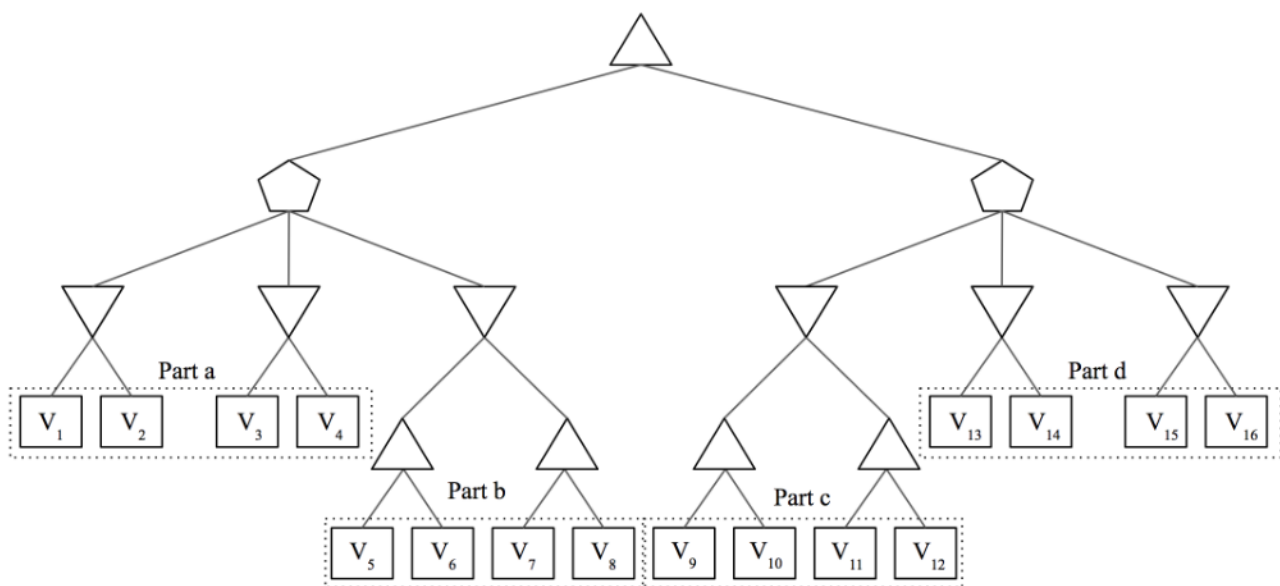 Part a
Part d
V₁ V₂ V₃ V₄
V₁₃ V₁₄ V₁₅ V₁₆
Part b
Part c
V₅ V₆ V₇ V₈
V₉ V₁₀ V₁₁ V₁₂